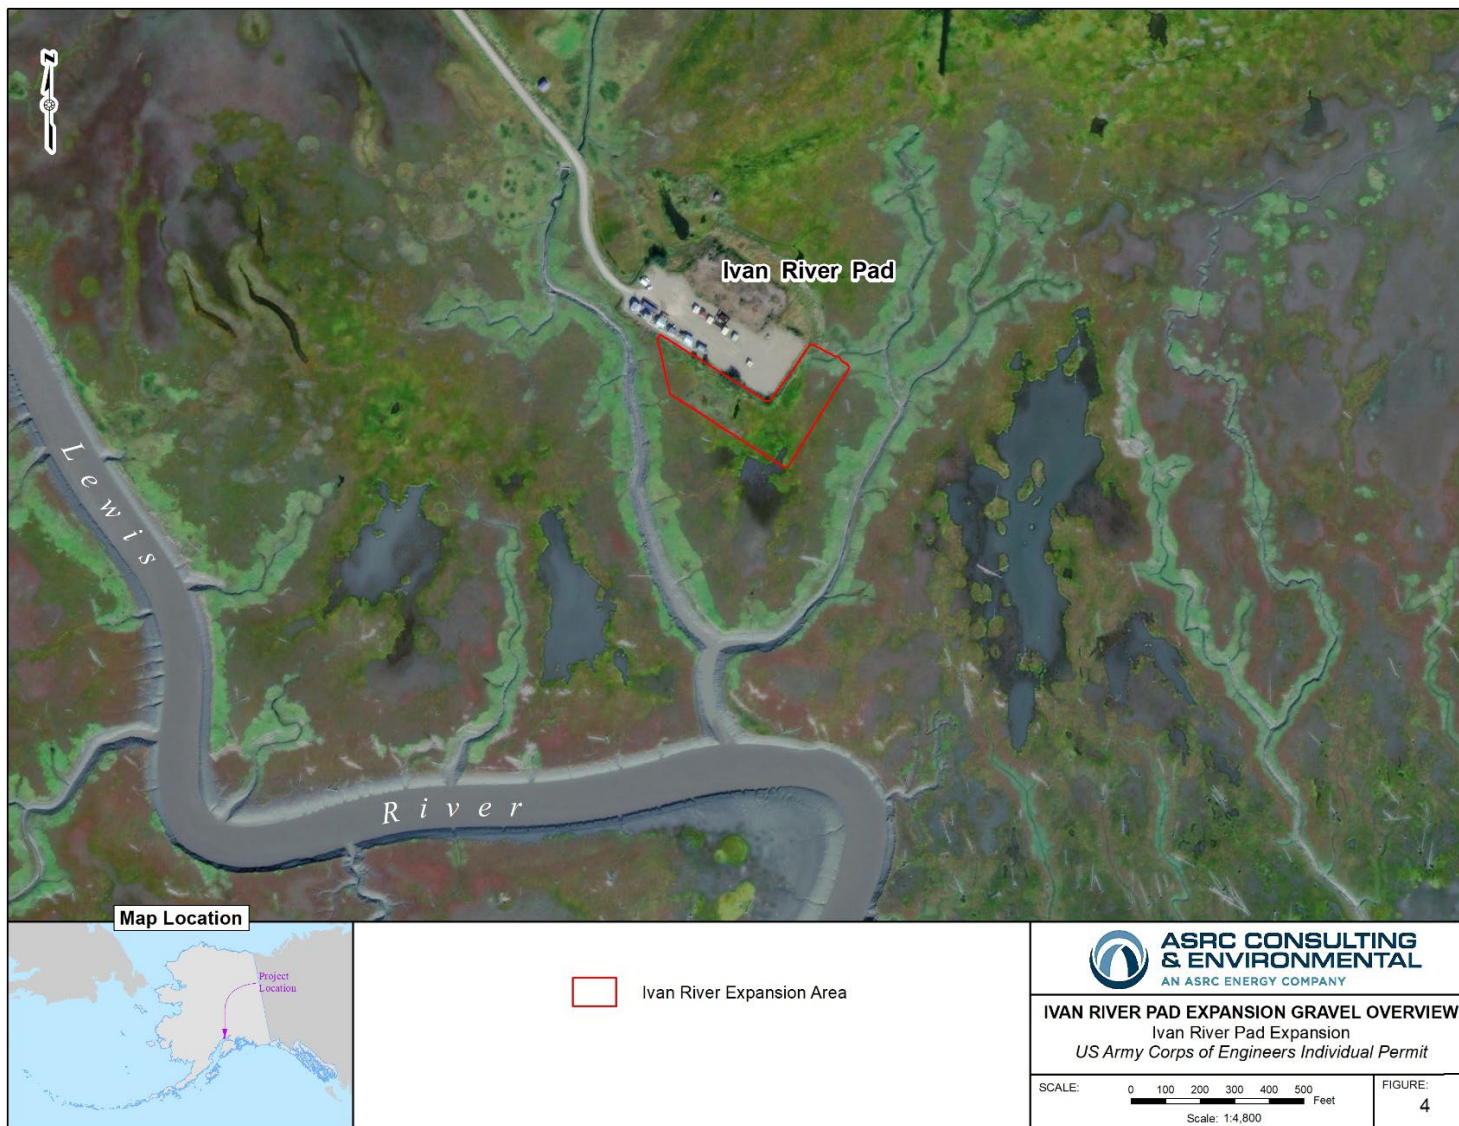 N
Ivan River Pad
Lewis
River
Map Location
Project
Location
Ivan River Expansion Area
ASRC CONSULTING
& ENVIRONMENTAL
AN ASRC ENERGY COMPANY
IVAN RIVER PAD EXPANSION GRAVEL OVERVIEW
Ivan River Pad Expansion
US Army Corps of Engineers Individual Permit
SCALE:
0 100 200 300 400 500
Feet
Scale: 1:4,800
FIGURE:
4